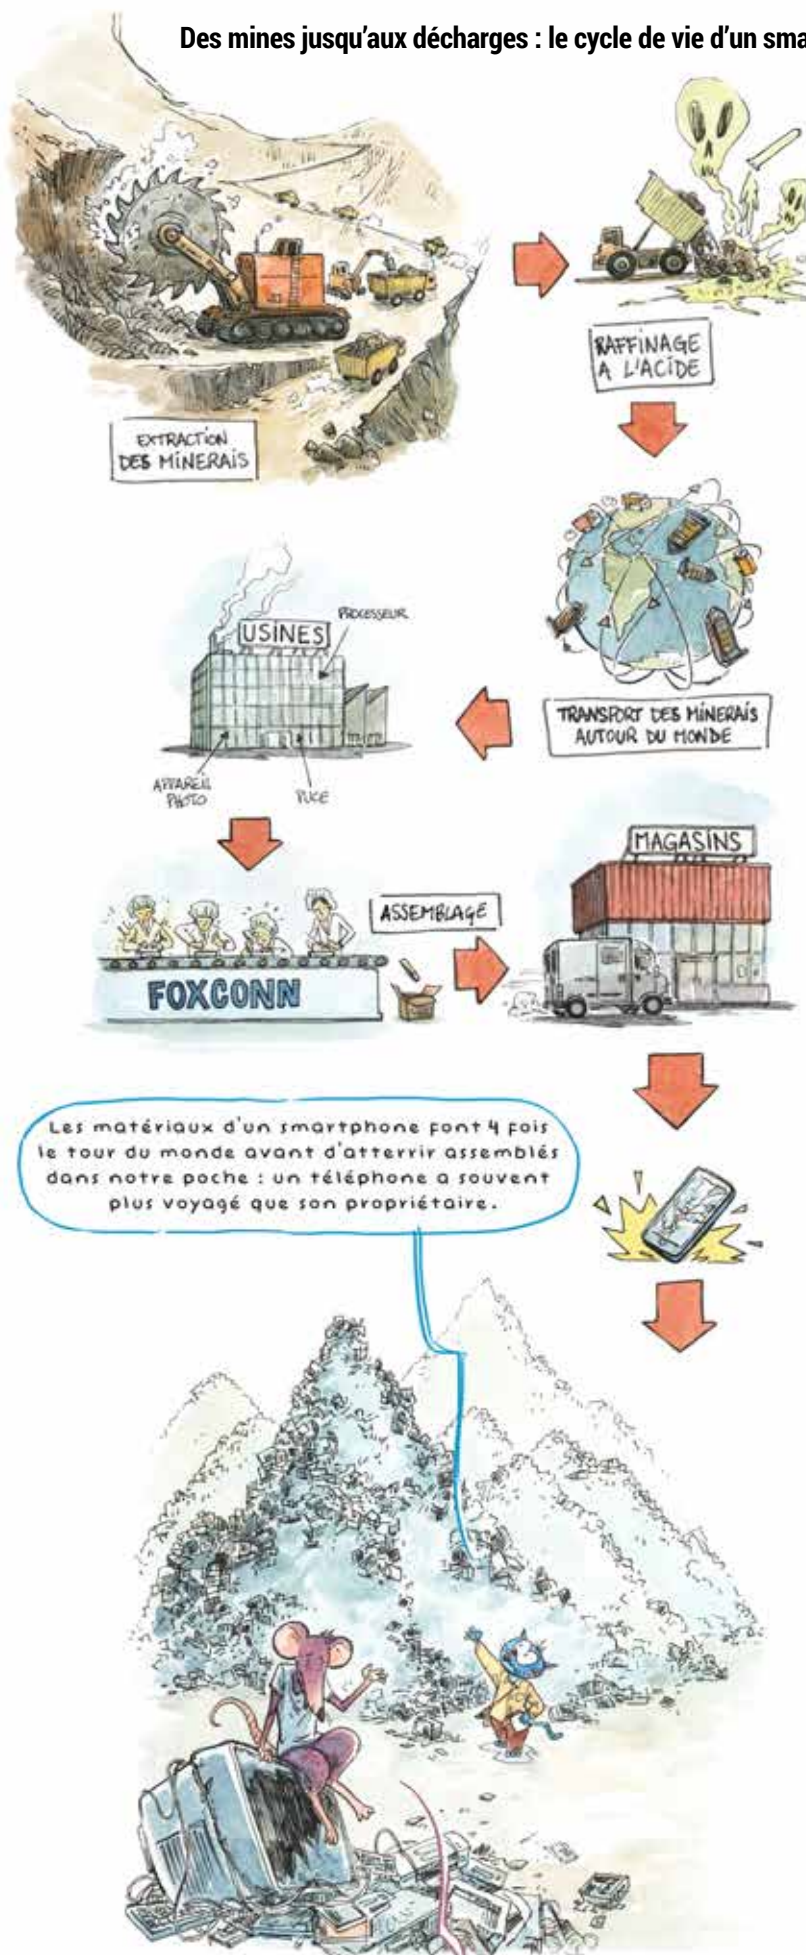 Des mines jusqu'aux décharges : le cycle de vie d'un sma
EXTRACTION
DES MINERAIS
RAFFINAGE
A L'ACIDE
TRANSPORT DES MINERAIS
AUTOUR DU MONDE
USINES
PROCESSEUR
APPAREIL
PHOTO
PUCE
ASSEMBLAGE
FOXCONN
MAGASINS
Les matériaux d'un smartphone font 4 fois
le tour du monde avant d'atterrir assemblés
dans notre poche : un téléphone a souvent
plus voyagé que son propriétaire.